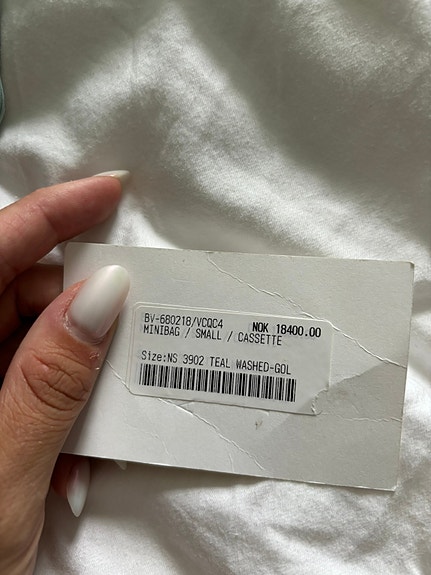 BV-680218/VCQC4 NOK 18400.00
MINIBAG / SMALL / CASSETTE
Size:NS 3902 TEAL WASHED-GOL